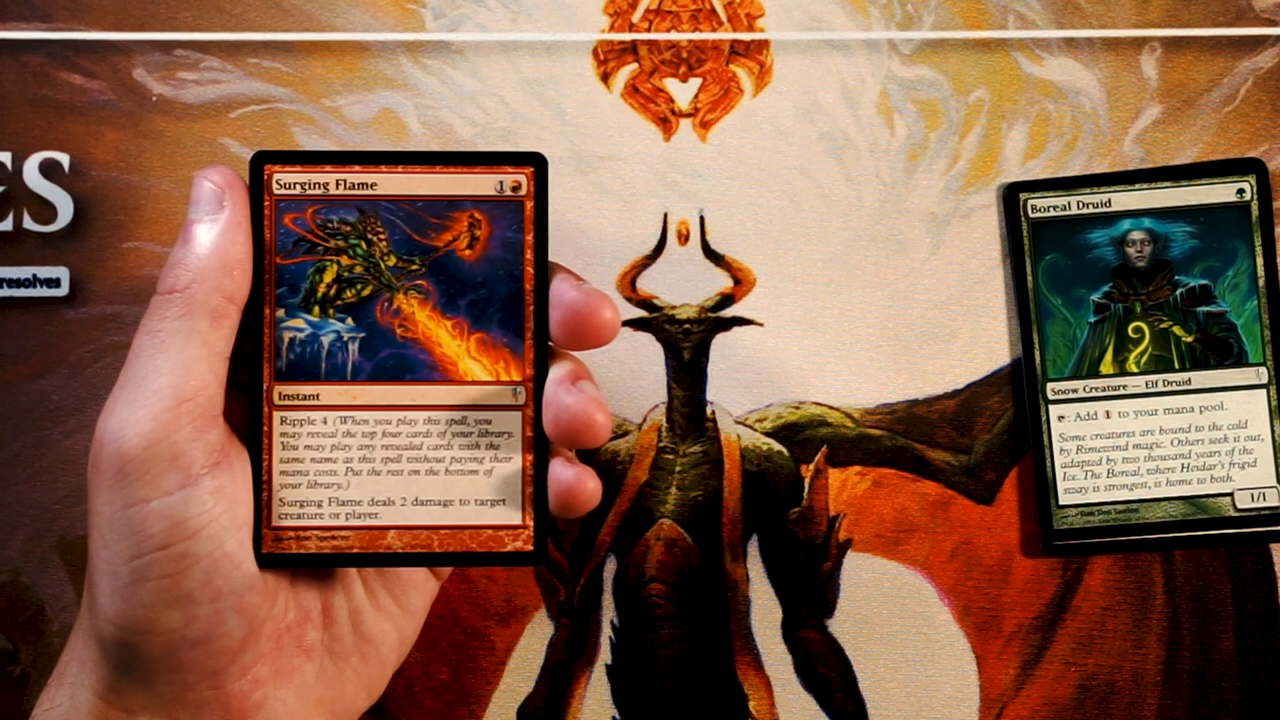 ES
resolves
Surging Flame
1
Instant
Ripple 4 (When you play this spell, you
may reveal the top four cards of your library.
You may play any revealed cards with the
same name as this spell without paying their
mana costs. Put the rest on the bottom of
your library.)
Surging Flame deals 2 damage to target
creature or player.
Boreal Druid
Snow Creature — Elf Druid
: Add 1 to your mana pool.
Some creatures are bound to the cold
by Rimewind magic. Others seek it out,
adapted by two thousand years of the
Ice. The Boreal, where Heidar's frigid
sway is strongest, is home to both.
1/1